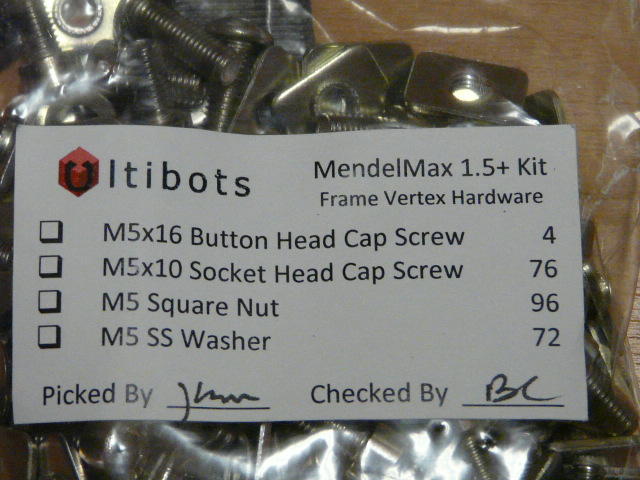 Ultibots
MendelMax 1.5+ Kit
Frame Vertex Hardware
M5x16 Button Head Cap Screw 4
M5x10 Socket Head Cap Screw 76
M5 Square Nut 96
M5 SS Washer 72
Picked By
Checked By BC